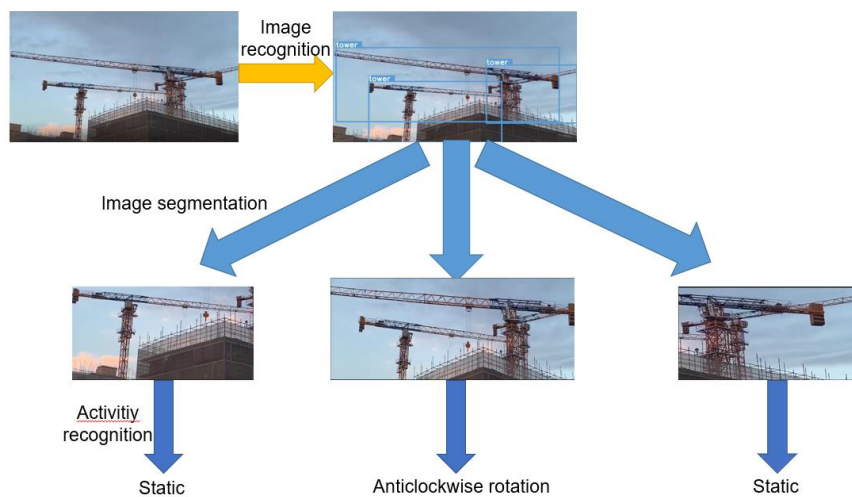 Image
recognition
tower
tower
tower
Image segmentation
Activitiy
recognition
Static
Anticlockwise rotation
Static